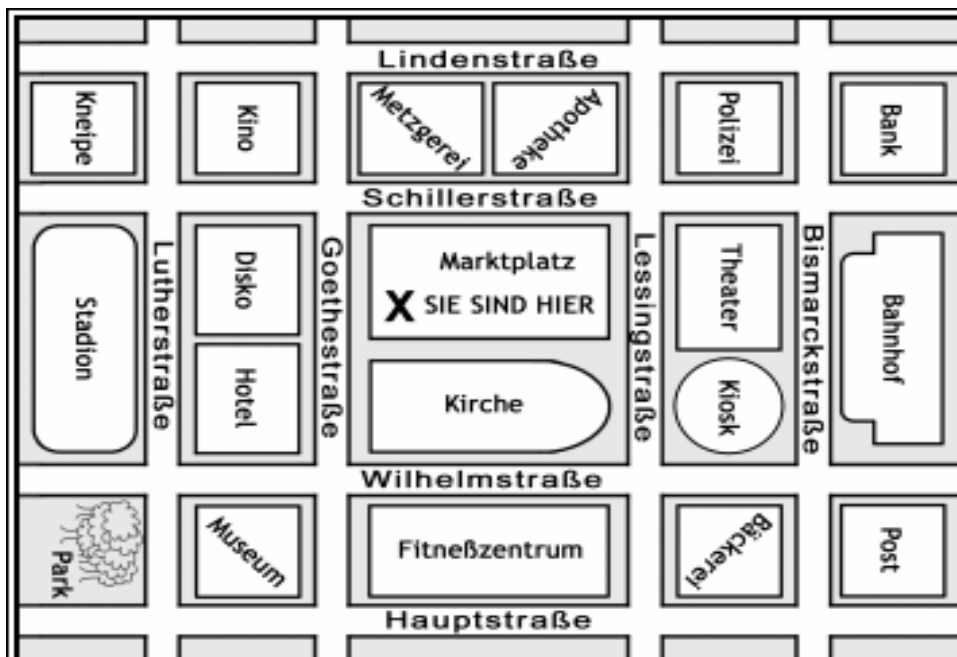 Lindenstraße
Kneipe
Kino
Metzgerei
Apotheke
Polizei
Bank
Schillerstraße
Stadion
Lutherstraße
Disko
Hotel
Goethestraße
Marktplatz
X SIE SIND HIER
Kirche
Lessingstraße
Theater
Kiosk
Bismarckstraße
Bahnhof
Wilhelmstraße
Park
Museum
Fitneßzentrum
Bäckerei
Post
Hauptstraße